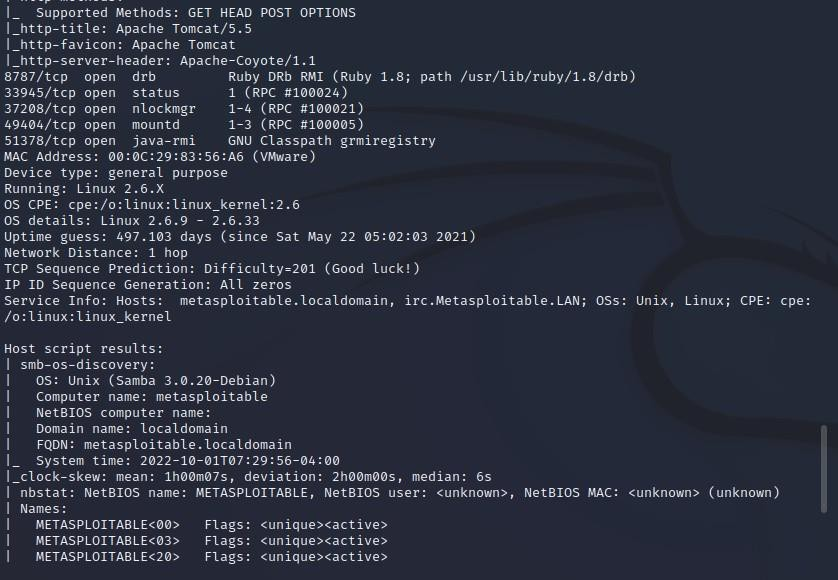 |_  Supported Methods: GET HEAD POST OPTIONS
|_http-title: Apache Tomcat/5.5
|_http-favicon: Apache Tomcat
|_http-server-header: Apache-Coyote/1.1
8787/tcp  open  drb         Ruby DRb RMI (Ruby 1.8; path /usr/lib/ruby/1.8/drb)
33945/tcp open  status      1 (RPC #100024)
37208/tcp open  nlockmgr    1-4 (RPC #100021)
49404/tcp open  mountd      1-3 (RPC #100005)
51378/tcp open  java-rmi    GNU Classpath grmiregistry
MAC Address: 00:0C:29:83:56:A6 (VMware)
Device type: general purpose
Running: Linux 2.6.X
OS CPE: cpe:/o:linux:linux_kernel:2.6
OS details: Linux 2.6.9 - 2.6.33
Uptime guess: 497.103 days (since Sat May 22 05:02:03 2021)
Network Distance: 1 hop
TCP Sequence Prediction: Difficulty=201 (Good luck!)
IP ID Sequence Generation: All zeros
Service Info: Hosts:  metasploitable.localdomain, irc.Metasploitable.LAN; OSs: Unix, Linux; CPE: cpe:
/o:linux:linux_kernel

Host script results:
| smb-os-discovery:
|   OS: Unix (Samba 3.0.20-Debian)
|   Computer name: metasploitable
|   NetBIOS computer name:
|   Domain name: localdomain
|   FQDN: metasploitable.localdomain
|_  System time: 2022-10-01T07:29:56-04:00
|_clock-skew: mean: 1h00m07s, deviation: 2h00m00s, median: 6s
| nbstat: NetBIOS name: METASPLOITABLE, NetBIOS user: <unknown>, NetBIOS MAC: <unknown> (unknown)
| Names:
|   METASPLOITABLE<00>   Flags: <unique><active>
|   METASPLOITABLE<03>   Flags: <unique><active>
|   METASPLOITABLE<20>   Flags: <unique><active>